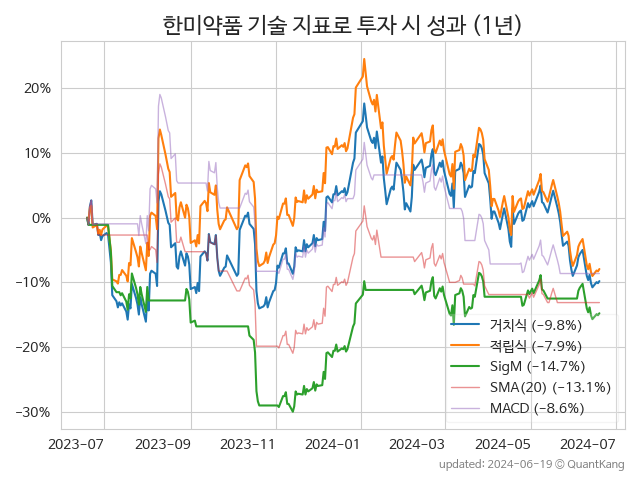 한미약품 기술 지표로 투자 시 성과 (1년)
20%
10%
0%
−10%
−20%
−30%
거치식 (−9.8%)
적립식 (−7.9%)
SigM (−14.7%)
SMA(20) (−13.1%)
MACD (−8.6%)
2023−07 2023−09 2023−11 2024−01 2024−03 2024−05 2024−07
updated: 2024−06−19 © QuantKang